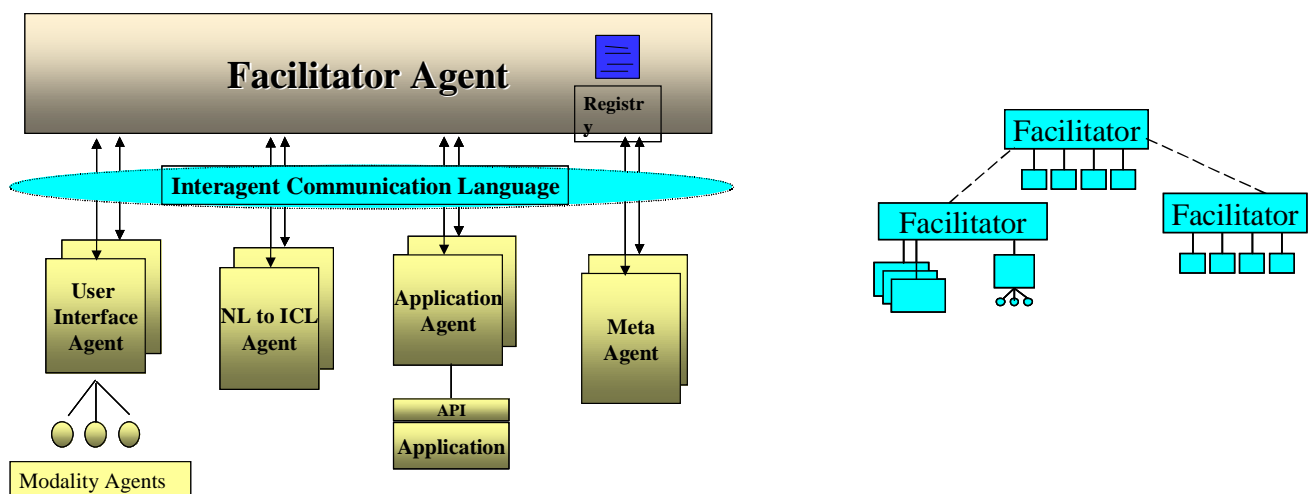 Facilitator Agent
Registr
y
Interagent Communication Language
User
Interface
Agent
NL to ICL
Agent
Application
Agent
Meta
Agent
API
Application
Modality Agents
Facilitator
Facilitator
Facilitator